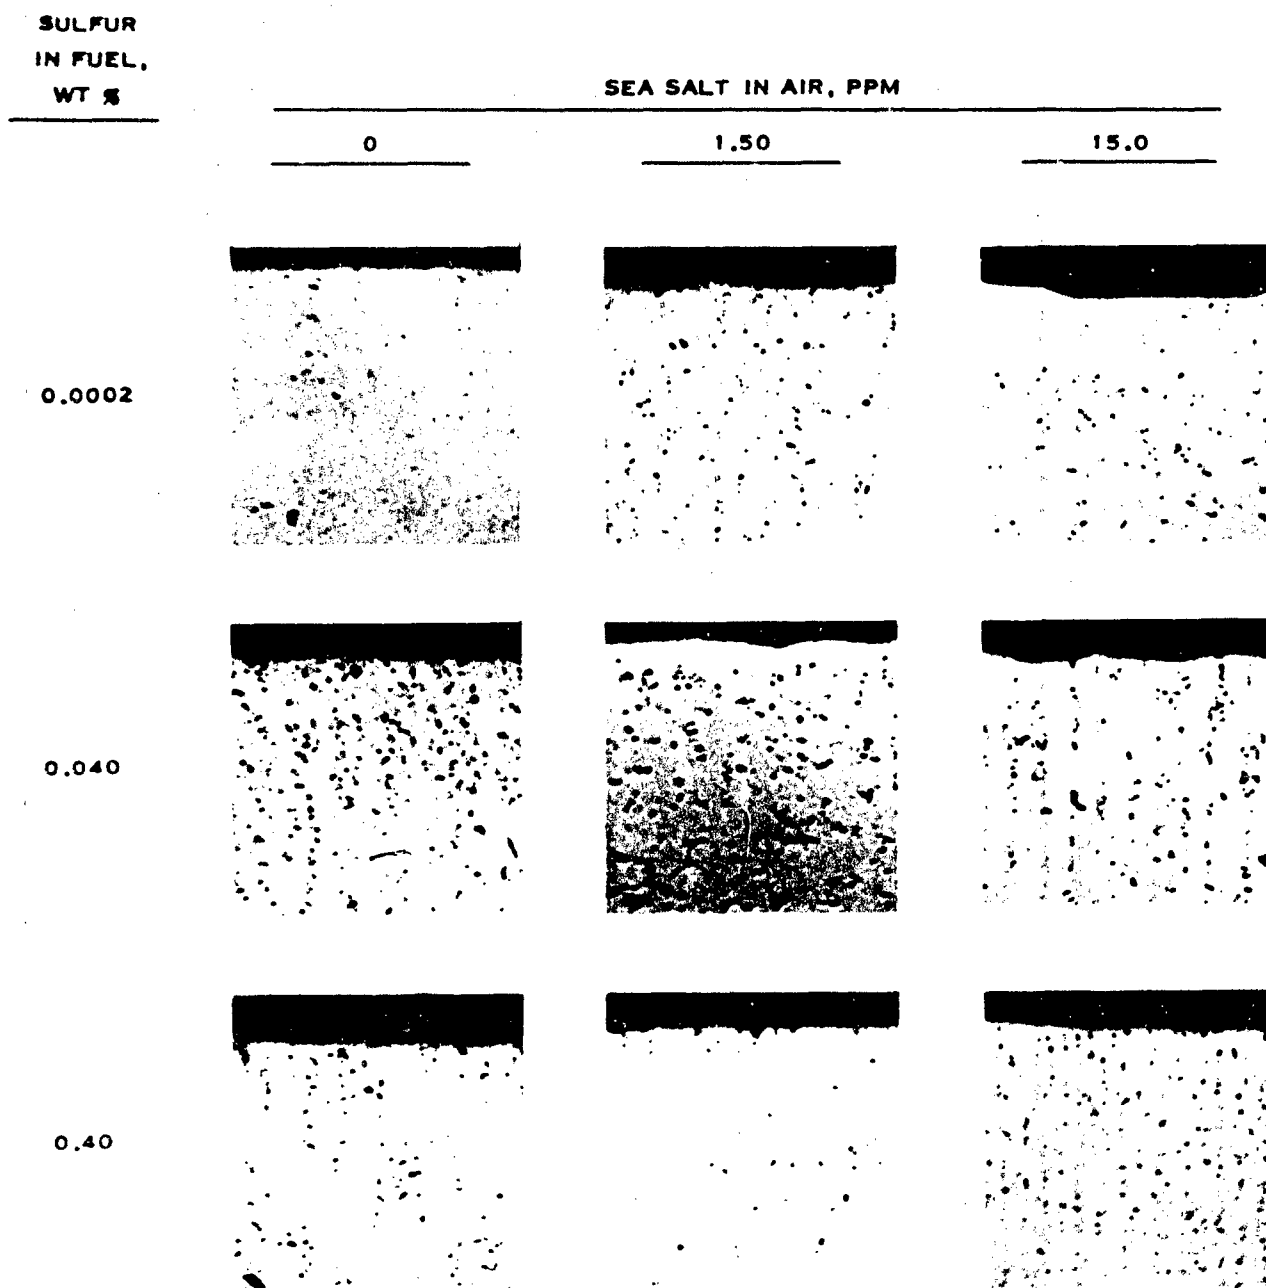 SULFUR
IN FUEL,
WT %
SEA SALT IN AIR, PPM
0
1.50
15.0
0.0002
0.040
0.40